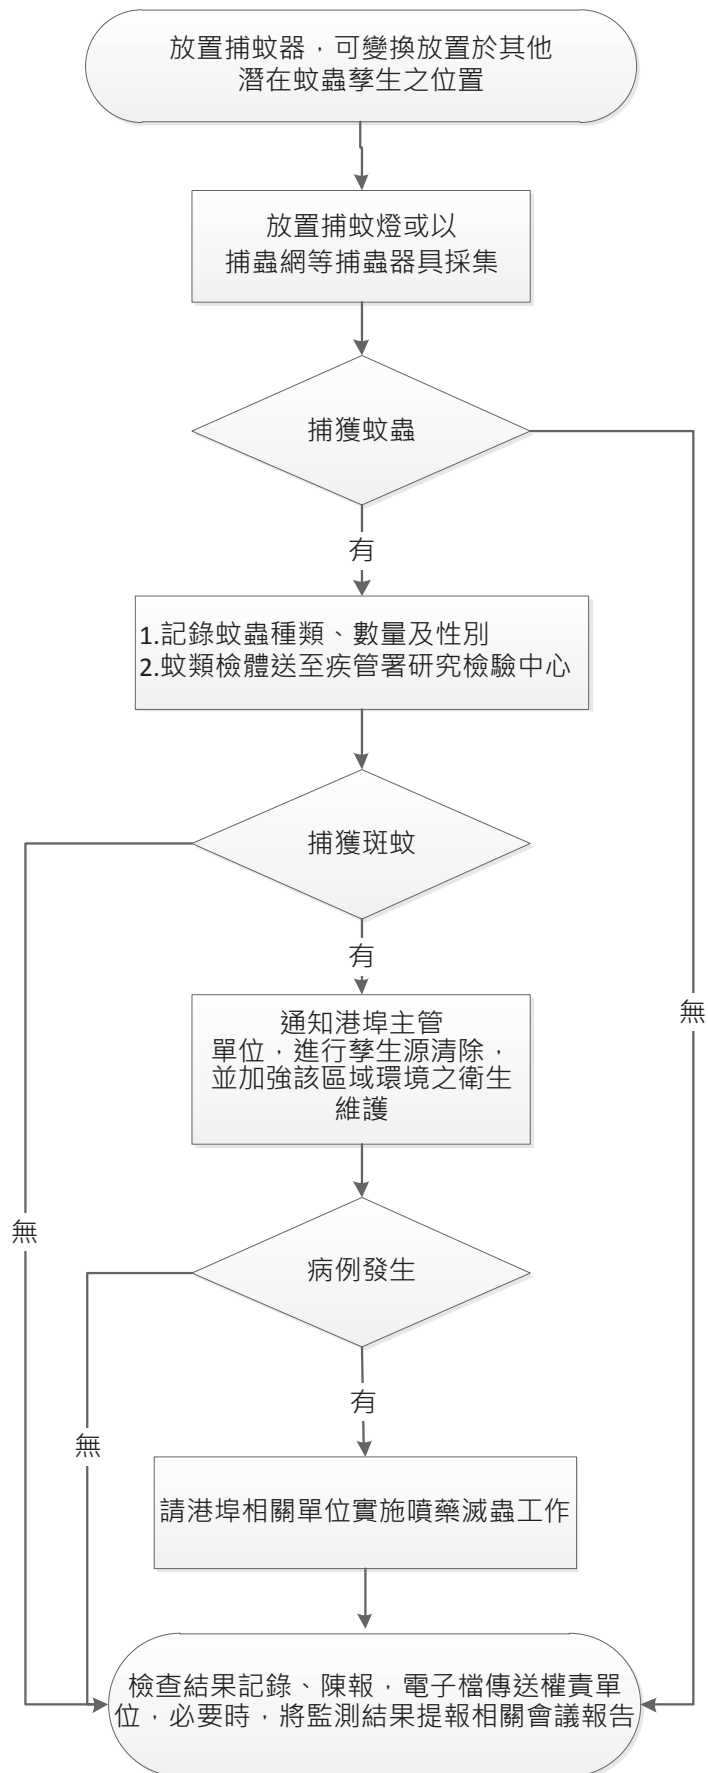 放置捕蚊器，可變換放置於其他
潛在蚊蟲孳生之位置
放置捕蚊燈或以
捕蟲網等捕蟲器具採集
捕獲蚊蟲
有
1.記錄蚊蟲種類、數量及性別
2.蚊類檢體送至疾管署研究檢驗中心
捕獲斑蚊
有
無
通知港埠主管
單位，進行孳生源清除，
並加強該區域環境之衛生
維護
無
病例發生
有
無
請港埠相關單位實施噴藥滅蟲工作
檢查結果記錄、陳報，電子檔傳送權責單
位，必要時，將監測結果提報相關會議報告